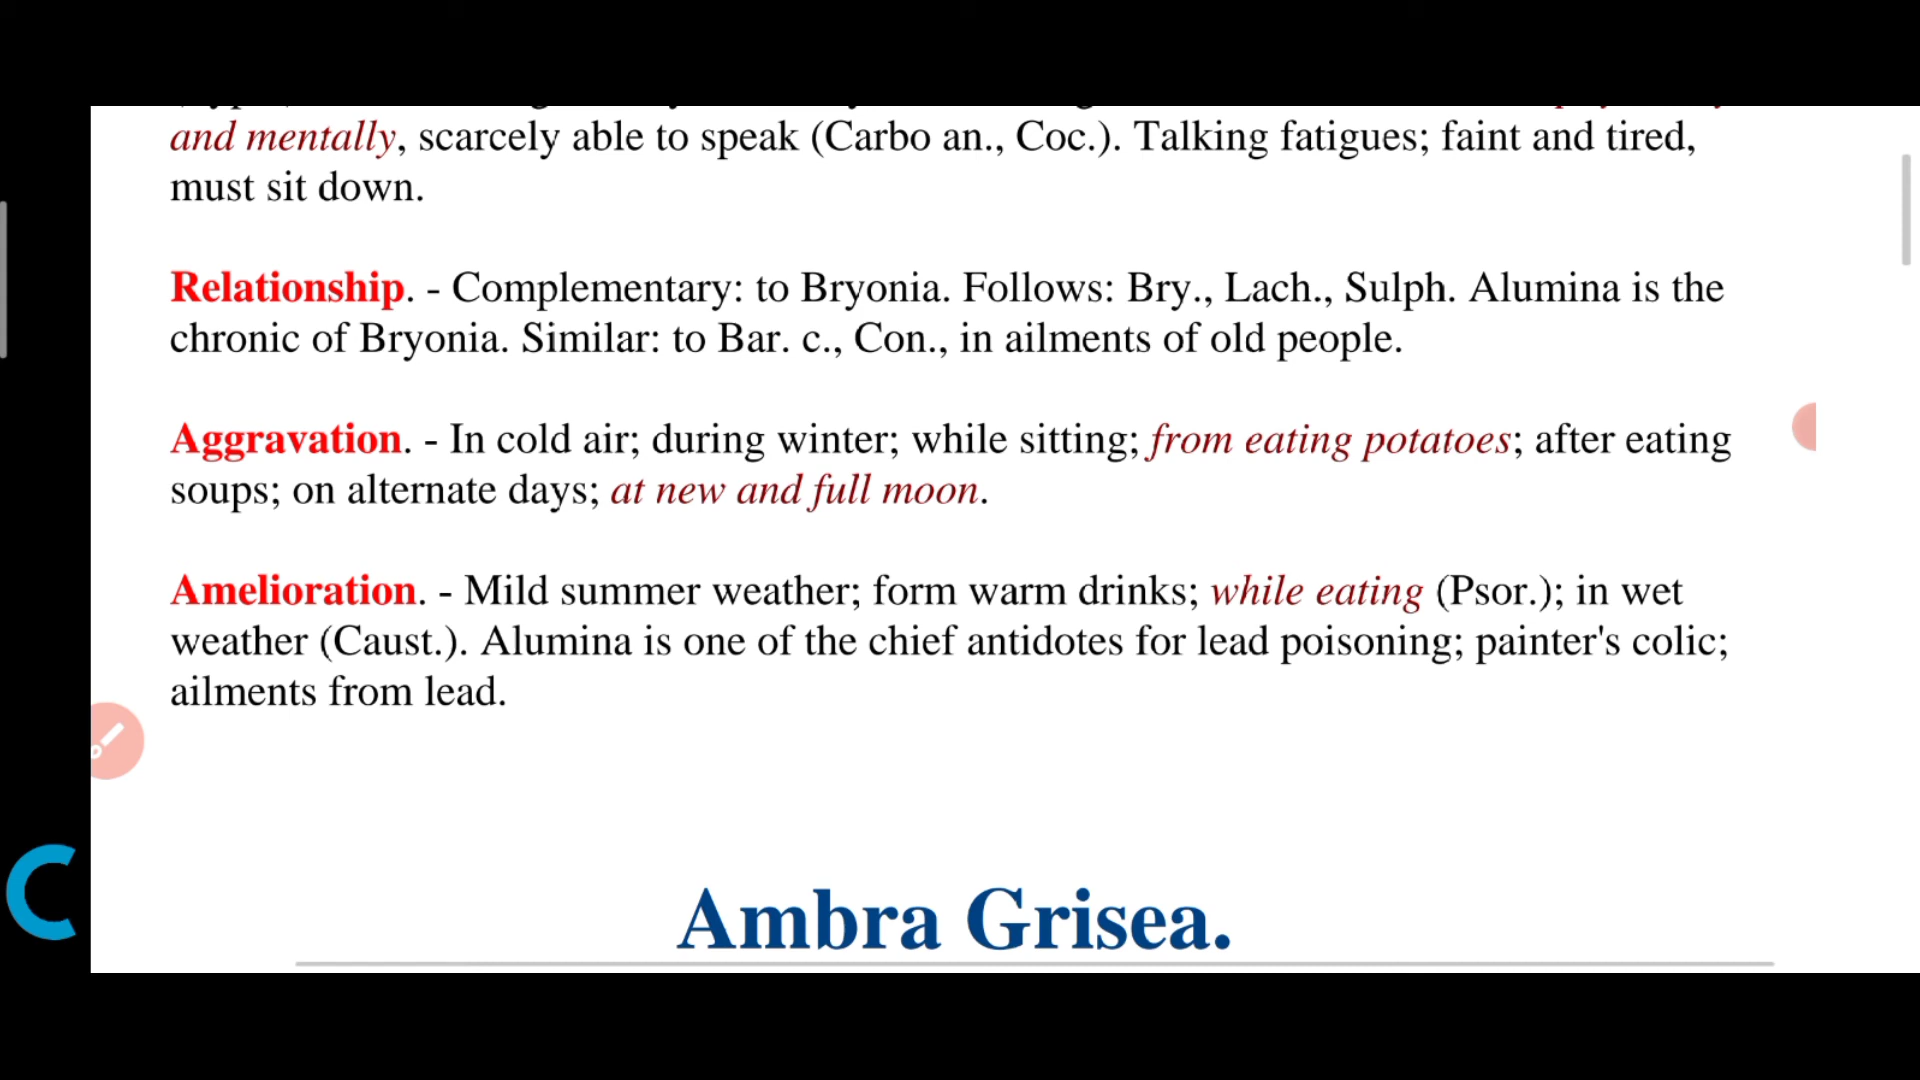 and mentally, scarcely able to speak (Carbo an., Coc.). Talking fatigues; faint and tired,
must sit down.
Relationship. - Complementary: to Bryonia. Follows: Bry., Lach., Sulph. Alumina is the
chronic of Bryonia. Similar: to Bar. c., Con., in ailments of old people.
Aggravation. - In cold air; during winter; while sitting; from eating potatoes; after eating
soups; on alternate days; at new and full moon.
Amelioration. - Mild summer weather; form warm drinks; while eating (Psor.); in wet
weather (Caust.). Alumina is one of the chief antidotes for lead poisoning; painter's colic;
ailments from lead.
Ambra Grisea.